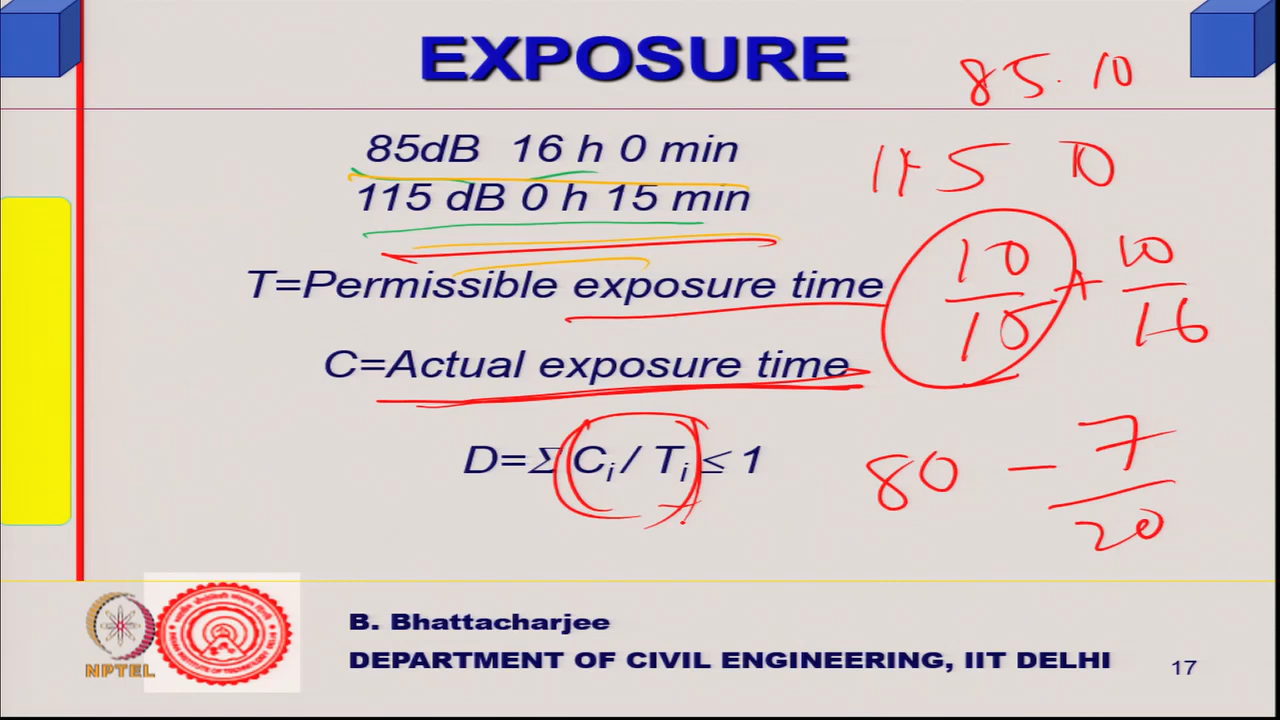 EXPOSURE
85dB 16 h 0 min
115 dB 0 h 15 min
T=Permissible exposure time
C=Actual exposure time
D=Σ Ci / Ti ≤ 1
85. 10
115 10
10/15 + 10/16
80 - 7/20
NPTEL
B. Bhattacharjee
DEPARTMENT OF CIVIL ENGINEERING, IIT DELHI
17